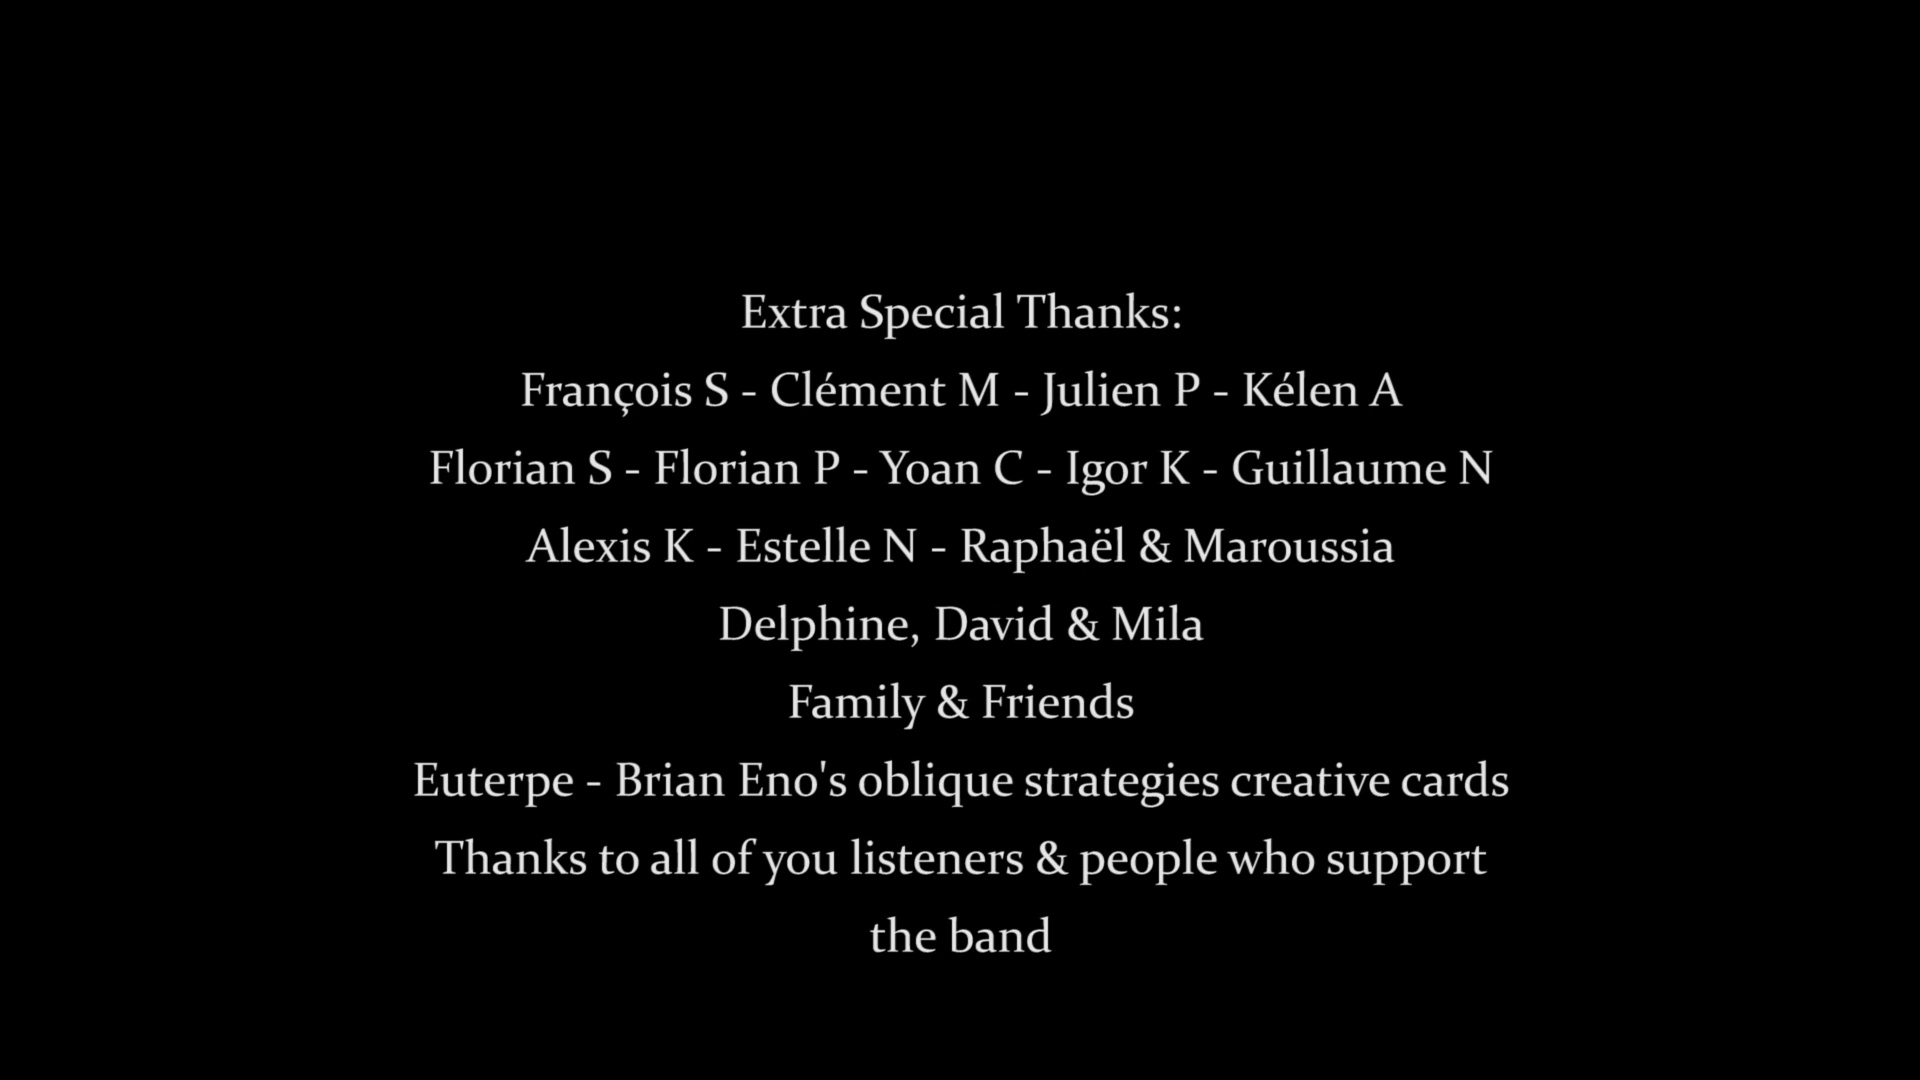 Extra Special Thanks:
François S - Clément M - Julien P - Kélen A
Florian S - Florian P - Yoan C - Igor K - Guillaume N
Alexis K - Estelle N - Raphaël & Maroussia
Delphine, David & Mila
Family & Friends
Euterpe - Brian Eno's oblique strategies creative cards
Thanks to all of you listeners & people who support
the band